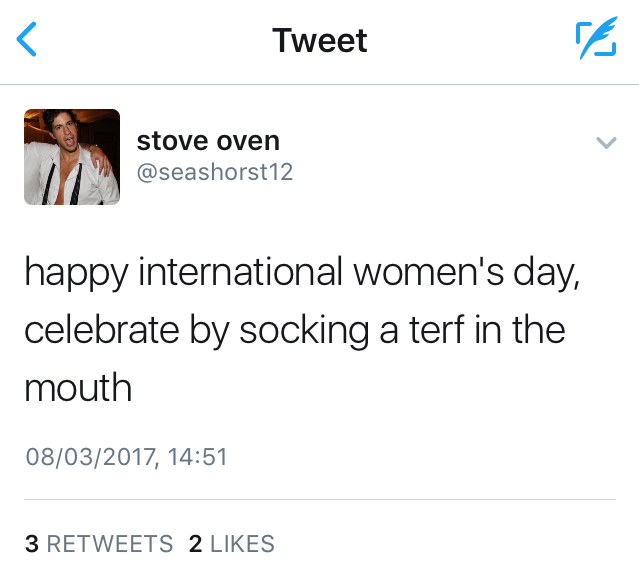 Tweet
stove oven
@seashorst12
happy international women's day,
celebrate by socking a terf in the
mouth
08/03/2017, 14:51
3 RETWEETS 2 LIKES